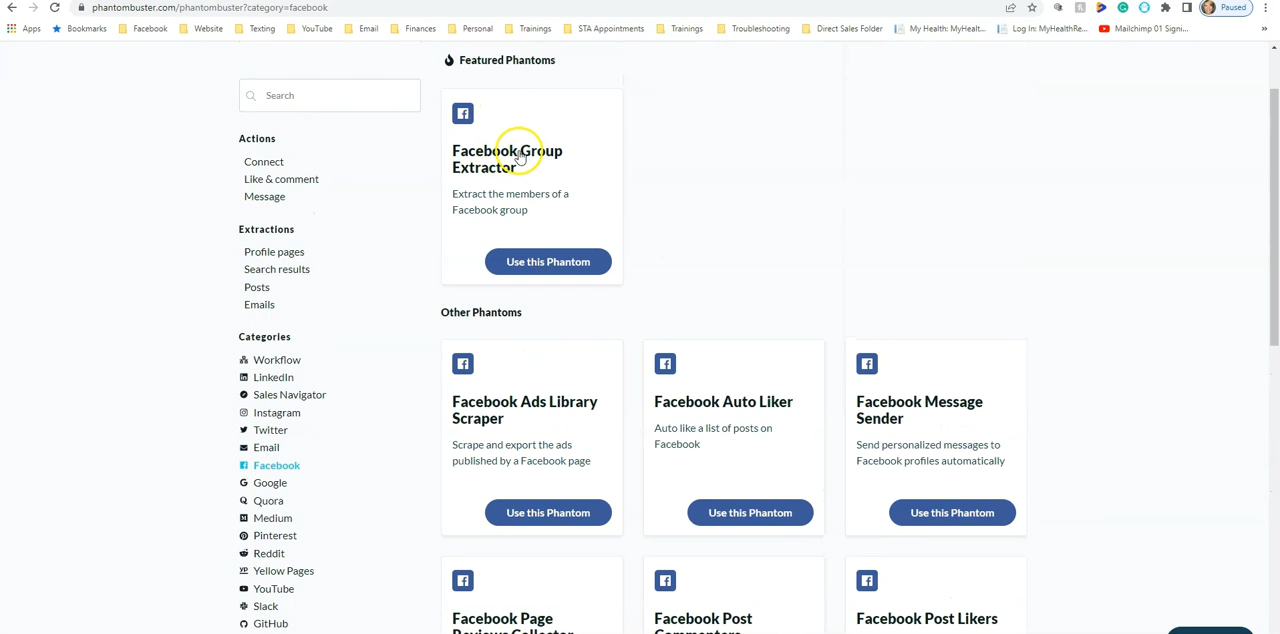 phantombuster.com/phantombuster?category=facebook
Paused
Apps Bookmarks Facebook Website Texting YouTube Email Finances Personal Trainings STA Appointments Trainings Troubleshooting Direct Sales Folder My Health: MyHealt... Log In: MyHealthRe... Mailchimp 01 Signi... »
Featured Phantoms
Search
Actions
Connect
Like & comment
Message
Extractions
Profile pages
Search results
Posts
Emails
Categories
Workflow
LinkedIn
Sales Navigator
Instagram
Twitter
Email
Facebook
Google
Quora
Medium
Pinterest
Reddit
Yellow Pages
YouTube
Slack
GitHub
Facebook Group
Extractor
Extract the members of a
Facebook group
Use this Phantom
Other Phantoms
Facebook Ads Library
Scraper
Scrape and export the ads
published by a Facebook page
Use this Phantom
Facebook Auto Liker
Auto like a list of posts on
Facebook
Use this Phantom
Facebook Message
Sender
Send personalized messages to
Facebook profiles automatically
Use this Phantom
Facebook Page
Reviews Collector
Facebook Post
Commenters
Facebook Post Likers